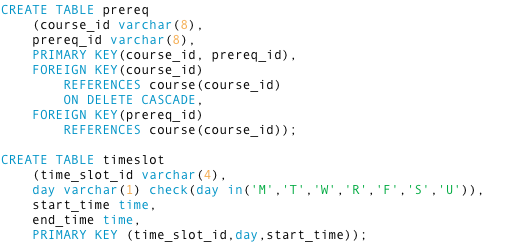 CREATE TABLE prereq
(course_id varchar(8),
prereq_id varchar(8),
PRIMARY KEY(course_id, prereq_id),
FOREIGN KEY(course_id)
REFERENCES course(course_id)
ON DELETE CASCADE,
FOREIGN KEY(prereq_id)
REFERENCES course(course_id));
CREATE TABLE timeslot
(time_slot_id varchar(4),
day varchar(1) check(day in('M','T','W','R','F','S','U')),
start_time time,
end_time time,
PRIMARY KEY (time_slot_id,day,start_time));